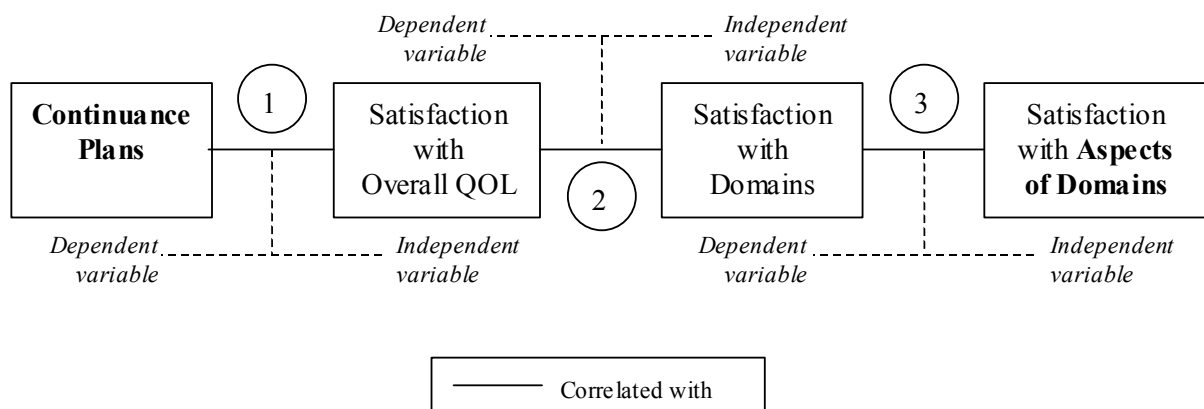 Dependent
variable
Independent
variable
1
3
Continuance
Plans
Satisfaction
with
Overall QOL
Satisfaction
with
Domains
Satisfaction
with Aspects
of Domains
2
Dependent
variable
Independent
variable
Dependent
variable
Independent
variable
Correlated with